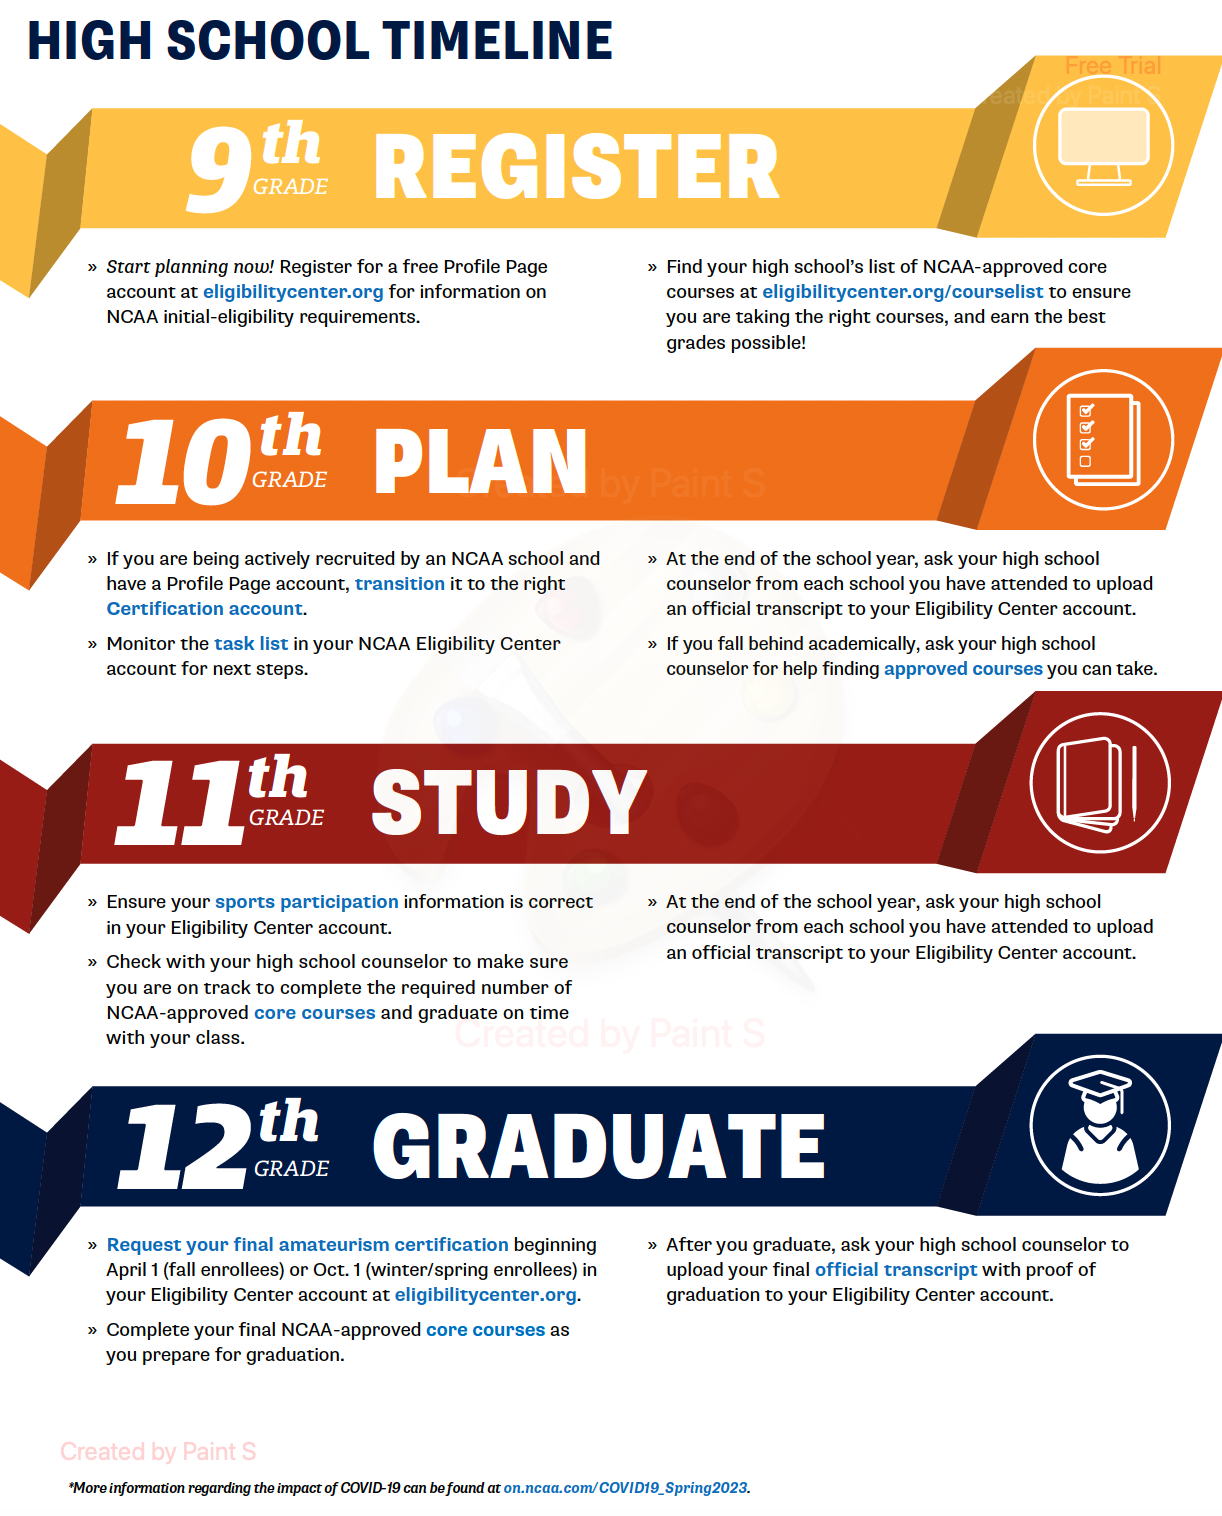 HIGH SCHOOL TIMELINE
Free Trial
eated by Paint S
9th GRADE REGISTER
» Start planning now! Register for a free Profile Page
account at eligibilitycenter.org for information on
NCAA initial-eligibility requirements.
» Find your high school’s list of NCAA-approved core
courses at eligibilitycenter.org/courselist to ensure
you are taking the right courses, and earn the best
grades possible!
10th GRADE PLAN
Created by Paint S
» If you are being actively recruited by an NCAA school and
have a Profile Page account, transition it to the right
Certification account.
» Monitor the task list in your NCAA Eligibility Center
account for next steps.
» At the end of the school year, ask your high school
counselor from each school you have attended to upload
an official transcript to your Eligibility Center account.
» If you fall behind academically, ask your high school
counselor for help finding approved courses you can take.
11th GRADE STUDY
» Ensure your sports participation information is correct
in your Eligibility Center account.
» Check with your high school counselor to make sure
you are on track to complete the required number of
NCAA-approved core courses and graduate on time
with your class.
» At the end of the school year, ask your high school
counselor from each school you have attended to upload
an official transcript to your Eligibility Center account.
Created by Paint S
12th GRADE GRADUATE
» Request your final amateurism certification beginning
April 1 (fall enrollees) or Oct. 1 (winter/spring enrollees) in
your Eligibility Center account at eligibilitycenter.org.
» Complete your final NCAA-approved core courses as
you prepare for graduation.
» After you graduate, ask your high school counselor to
upload your final official transcript with proof of
graduation to your Eligibility Center account.
Created by Paint S
*More information regarding the impact of COVID-19 can be found at on.ncaa.com/COVID19_Spring2023.